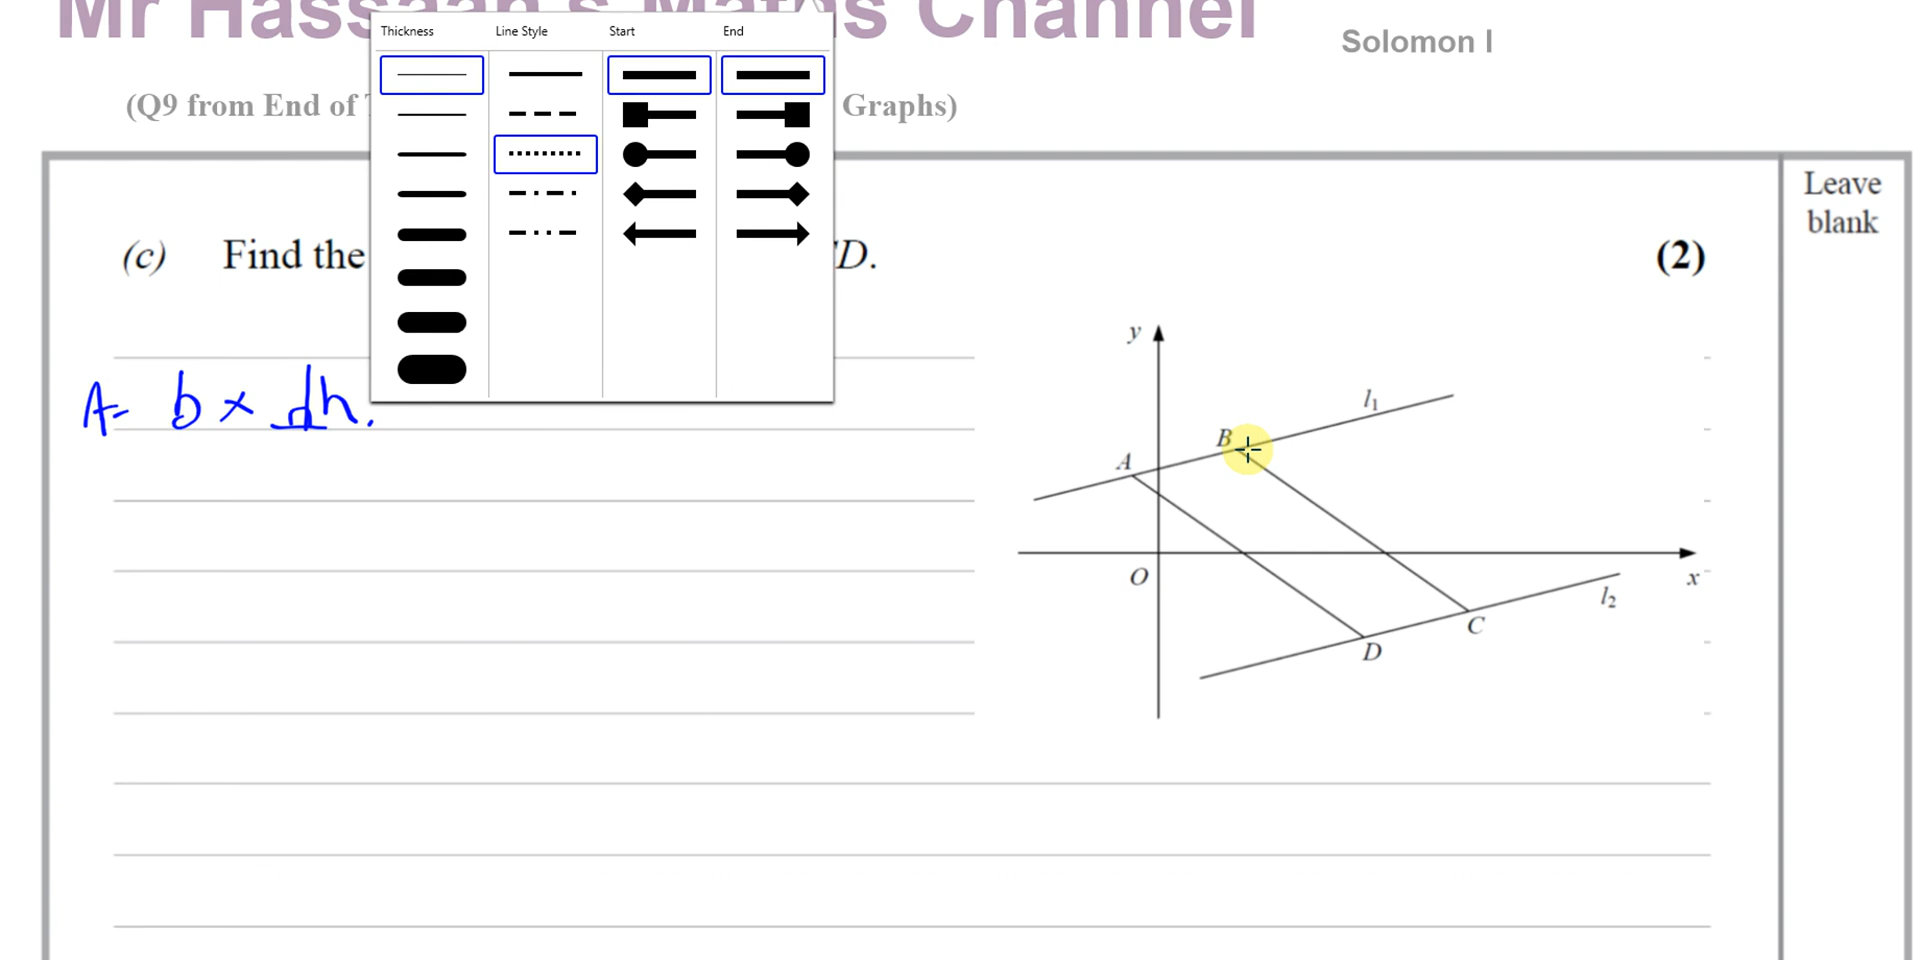 Mr Hassaan's Maths Channel
Solomon I
(Q9 from End of
Graphs)
Thickness Line Style Start End
Leave
blank
(c) Find the
D.
(2)
A= b × ⊥h.
y
l1
B
A
O
x
l2
C
D